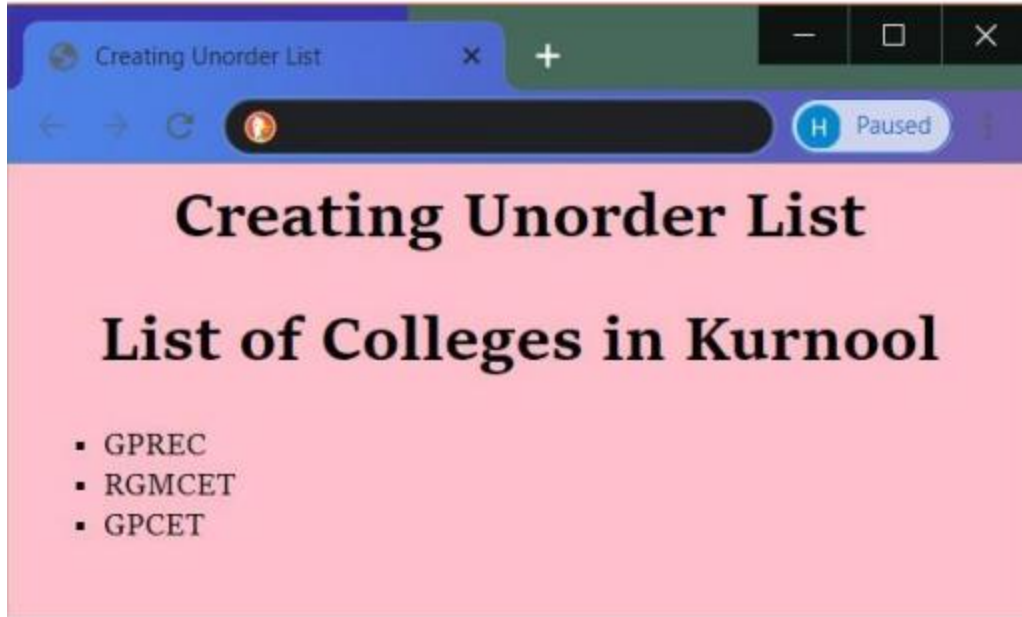 Creating Unorder List
H Paused
Creating Unorder List
List of Colleges in Kurnool
GPREC
RGMCET
GPCET